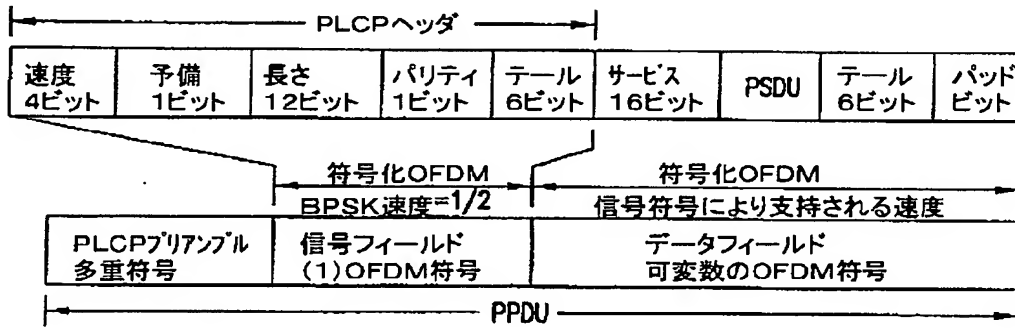 PLCPヘッダ
速度 予備 長さ パリティ テール サービス PSDU テール パッド
4ビット 1ビット 12ビット 1ビット 6ビット 16ビット 6ビット ビット
符号化OFDM 符号化OFDM
BPSK速度=1/2 信号符号により支持される速度
PLCPプリアンブル 信号フィールド データフィールド
多重符号 (1)OFDM符号 可変数のOFDM符号
PPDU